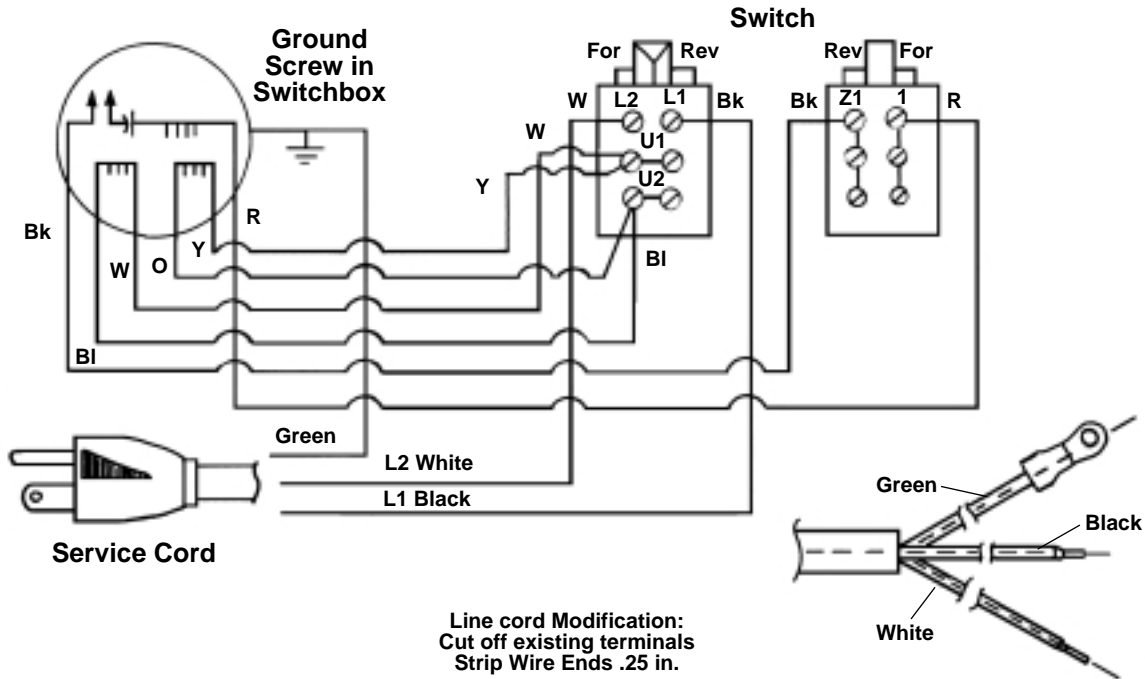 Switch
Ground
Screw in
Switchbox
For
Rev
Rev
For
W
L2
L1
Bk
Bk
Z1
1
R
W
U1
Y
U2
Bk
R
Y
O
W
Bl
Bl
Green
L2 White
L1 Black
Service Cord
Green
Black
White
Line cord Modification:
Cut off existing terminals
Strip Wire Ends .25 in.